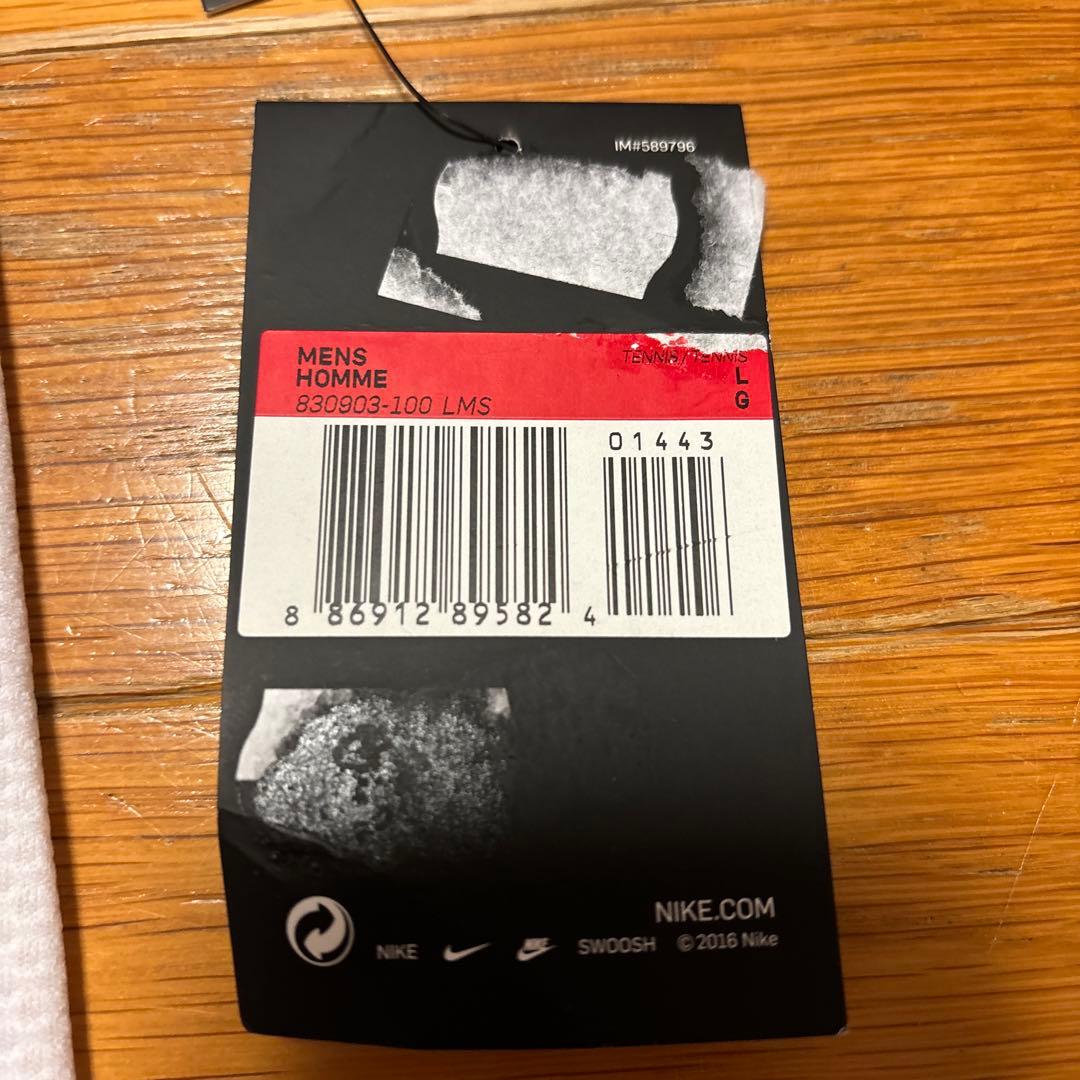 IM#589796
MENS
HOMME
TENNIS / TENNIS
830903-100 LMS
L
G
01443
8 86912 89582 4
NIKE.COM
NIKE NIKE SWOOSH © 2016 Nike